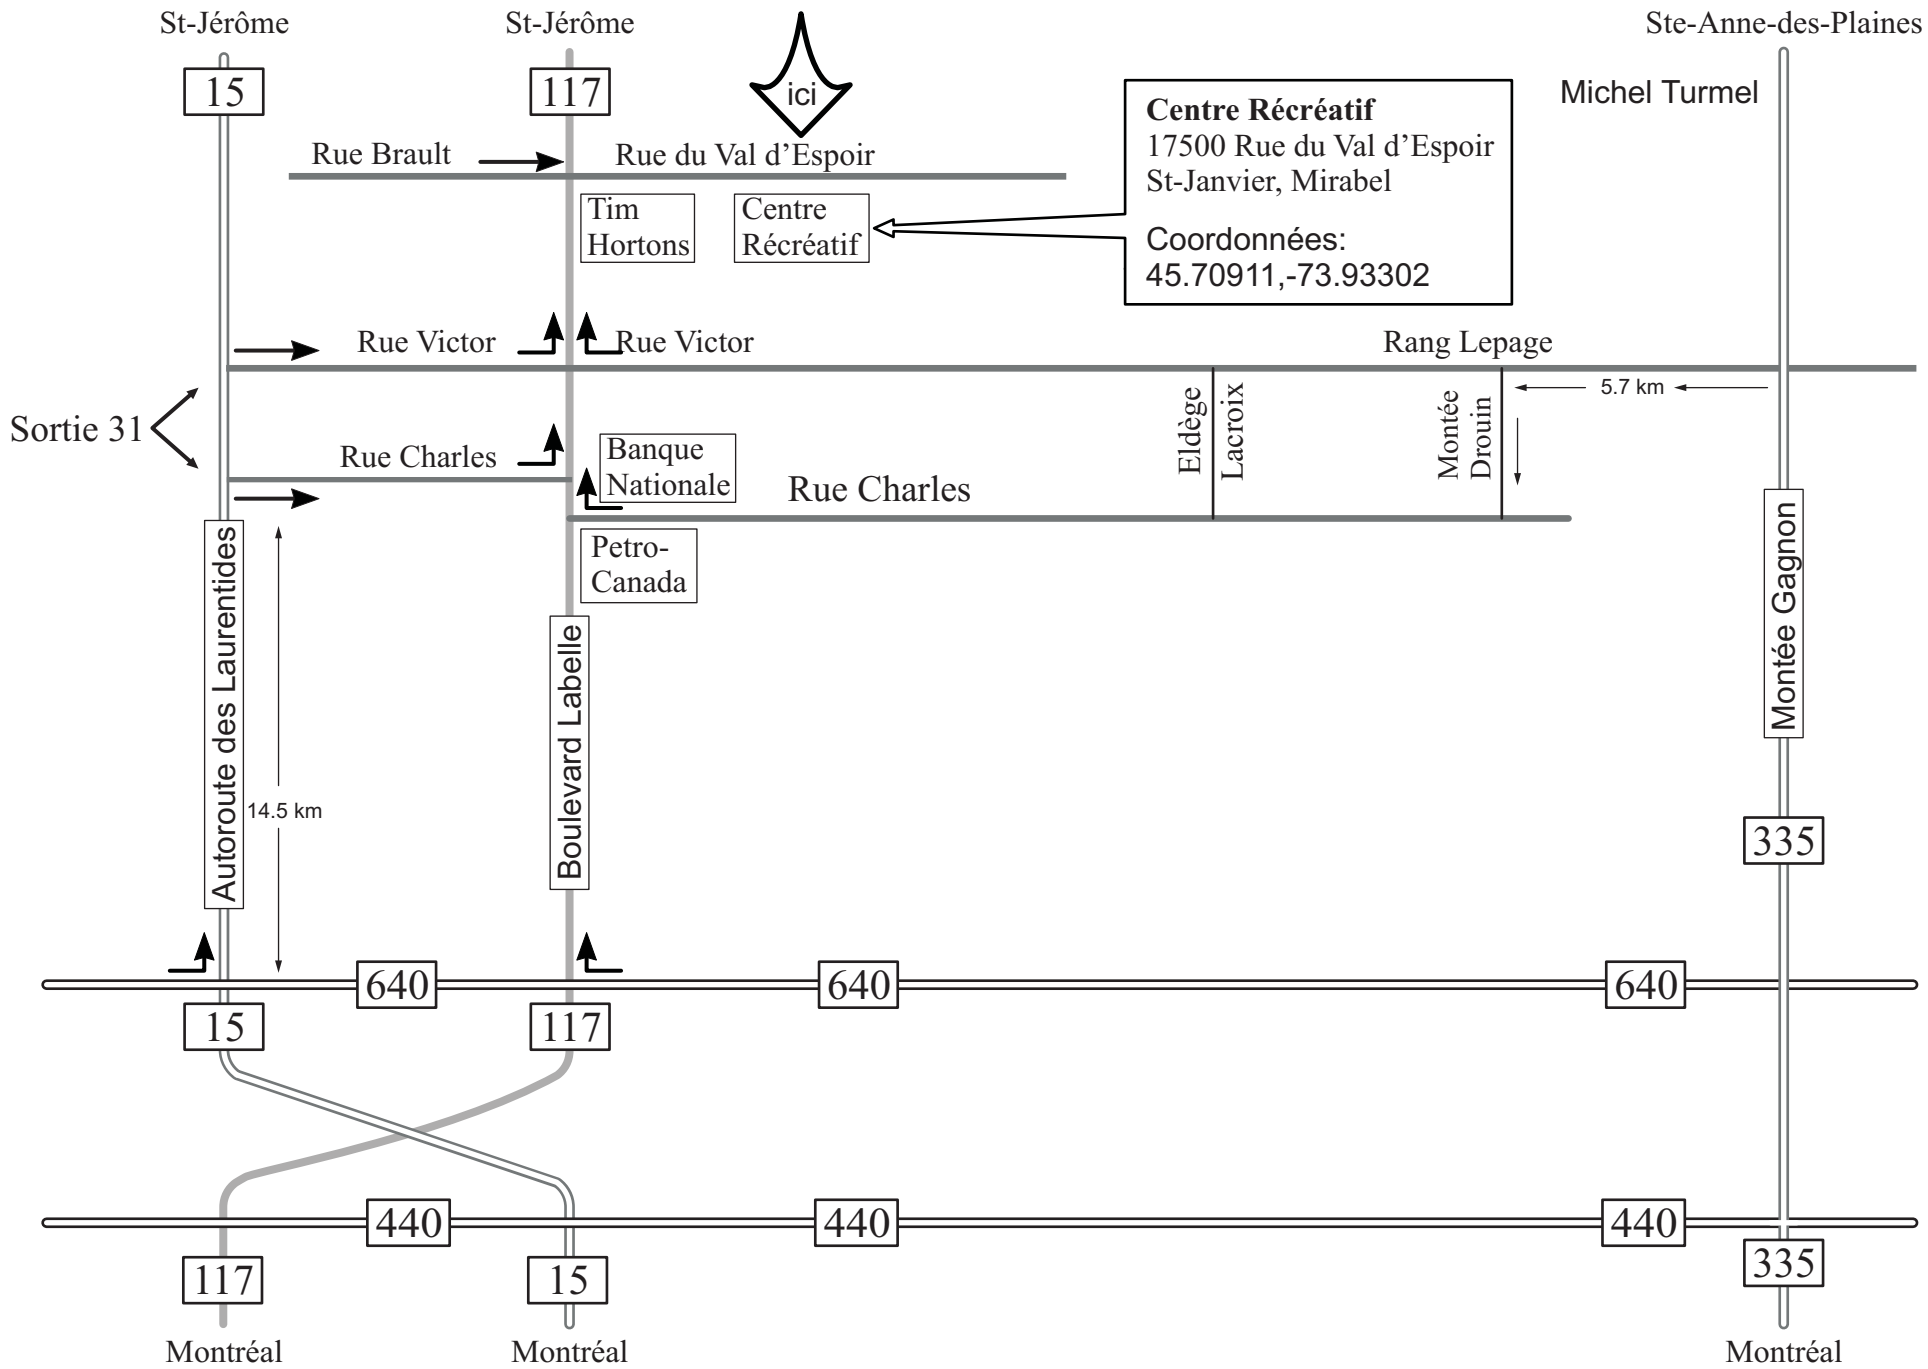 St-Jérôme
St-Jérôme
Ste-Anne-des-Plaines
15
117
ici
Michel Turmel
Centre Récréatif
17500 Rue du Val d’Espoir
St-Janvier, Mirabel
Coordonnées:
45.70911,-73.93302
Rue Brault
Rue du Val d’Espoir
Tim
Hortons
Centre
Récréatif
Rue Victor
Rue Victor
Rang Lepage
5.7 km
Eldège
Lacroix
Montée
Drouin
Sortie 31
Rue Charles
Banque
Nationale
Rue Charles
Petro-
Canada
Autoroute des Laurentides
14.5 km
Boulevard Labelle
Montée Gagnon
335
640
640
640
15
117
440
440
440
117
15
335
Montréal
Montréal
Montréal